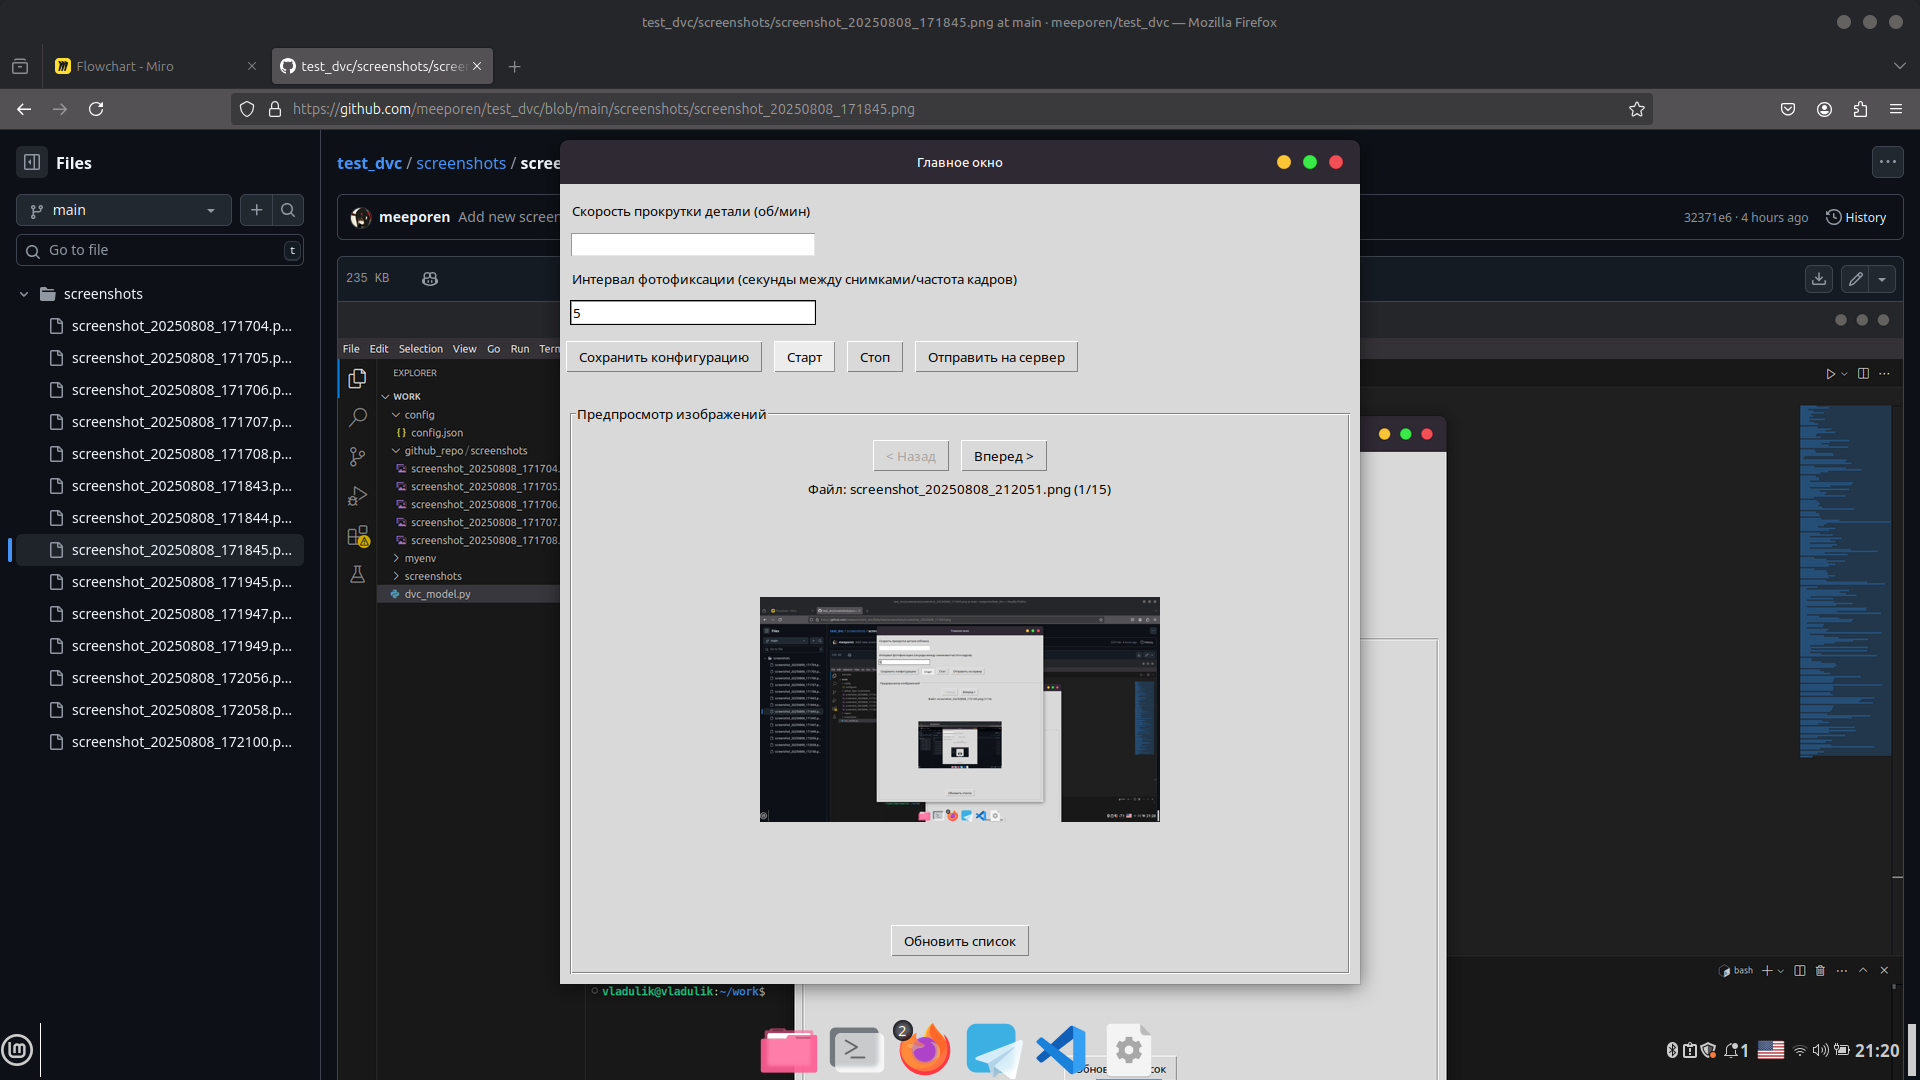 test_dvc/screenshots/screenshot_20250808_171845.png at main · meeporen/test_dvc — Mozilla Firefox
Flowchart - Miro
test_dvc/screenshots/scree
https://github.com/meeporen/test_dvc/blob/main/screenshots/screenshot_20250808_171845.png
Files
main
Go to file
t
screenshots
screenshot_20250808_171704.p...
screenshot_20250808_171705.p...
screenshot_20250808_171706.p...
screenshot_20250808_171707.p...
screenshot_20250808_171708.p...
screenshot_20250808_171843.p...
screenshot_20250808_171844.p...
screenshot_20250808_171845.p...
screenshot_20250808_171945.p...
screenshot_20250808_171947.p...
screenshot_20250808_171949.p...
screenshot_20250808_172056.p...
screenshot_20250808_172058.p...
screenshot_20250808_172100.p...
test_dvc / screenshots / scree
meeporen Add new screen
32371e6 · 4 hours ago
History
235 KB
File Edit Selection View Go Run Term
EXPLORER
WORK
config
config.json
github_repo / screenshots
screenshot_20250808_171704.
screenshot_20250808_171705.
screenshot_20250808_171706.
screenshot_20250808_171707.
screenshot_20250808_171708.
myenv
screenshots
dvc_model.py
Главное окно
Скорость прокрутки детали (об/мин)
Интервал фотофиксации (секунды между снимками/частота кадров)
5
Сохранить конфигурацию
Старт
Стоп
Отправить на сервер
Предпросмотр изображений
< Назад
Вперед >
Файл: screenshot_20250808_212051.png (1/15)
Обновить список
bash
vladulik@vladulik:~/work$
2
1
21:20